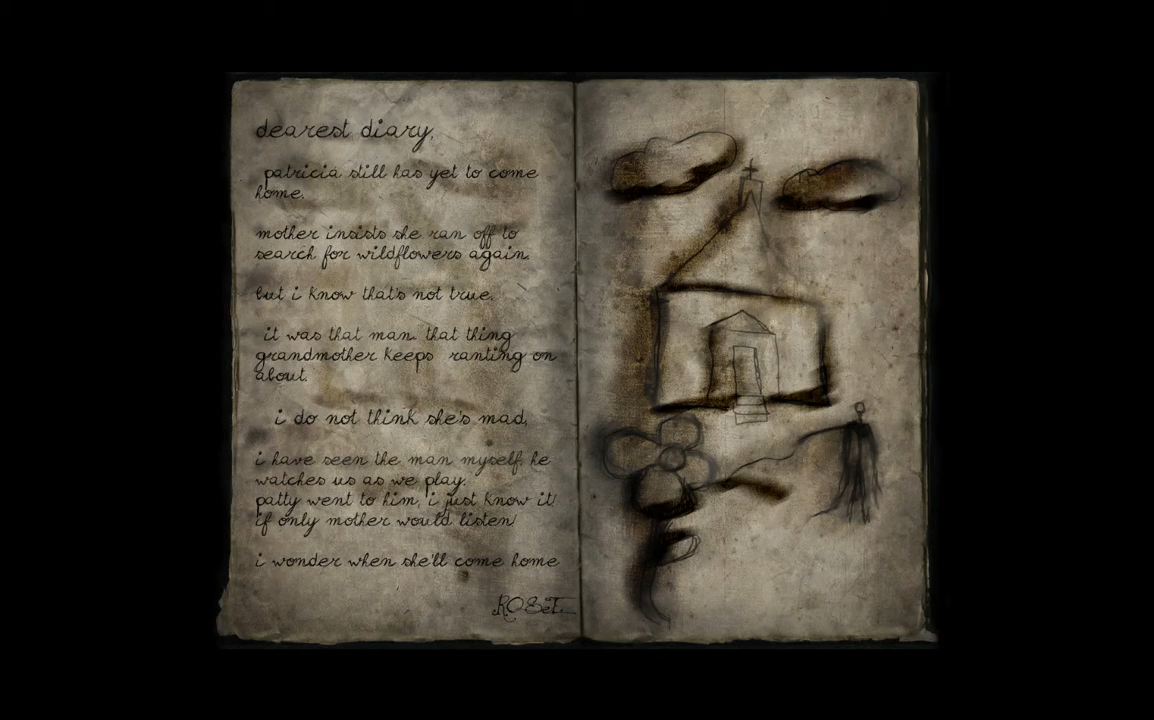 dearest diary,
patricia still has yet to come
home.
mother insists she ran off to
search for wildflowers again.
but i know that's not true.
it was that man. that thing
grandmother keeps ranting on
about.
i do not think she's mad,
i have seen the man myself. he
watches us as we play.
patty went to him, i just know it!
if only mother would listen!
i wonder when she'll come home